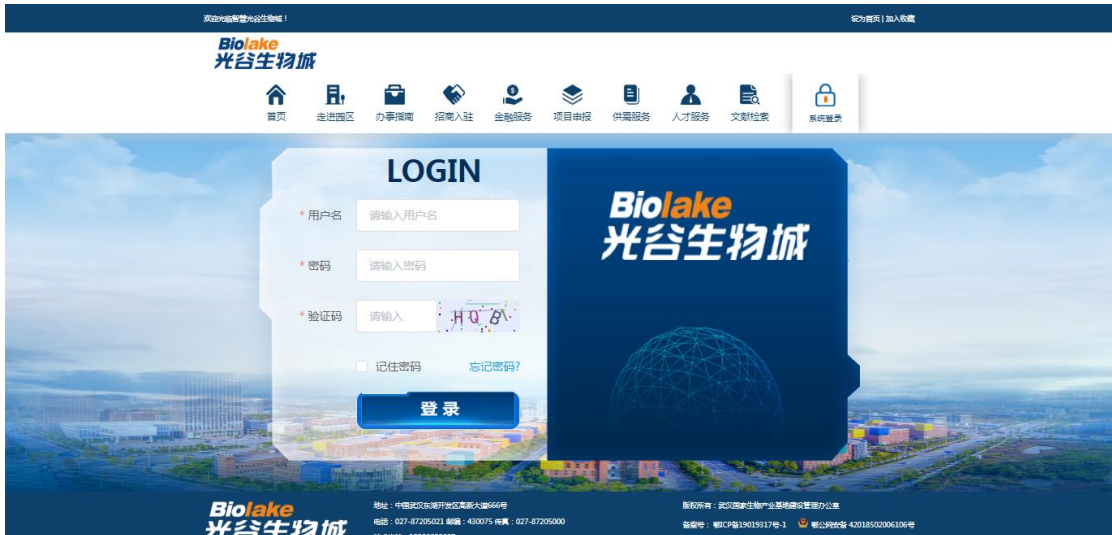 欢迎光临智慧光谷生物城！
设为首页 | 加入收藏
Biolake
光谷生物城
首页 走进园区 办事指南 招商入驻 金融服务 项目申报 供需服务 人才服务 文献检索 系统登录
LOGIN
* 用户名 请输入用户名
* 密码 请输入密码
* 验证码 请输入
记住密码 忘记密码?
登 录
Biolake
光谷生物城
Biolake
光谷生物城
地址：中国武汉东湖开发区高新大道666号
电话：027-87205021 邮编：430075 传真：027-87205000
版权所有：武汉国家生物产业基地建设管理办公室
备案号：鄂ICP备19019317号-1 鄂公网安备 42018502006106号